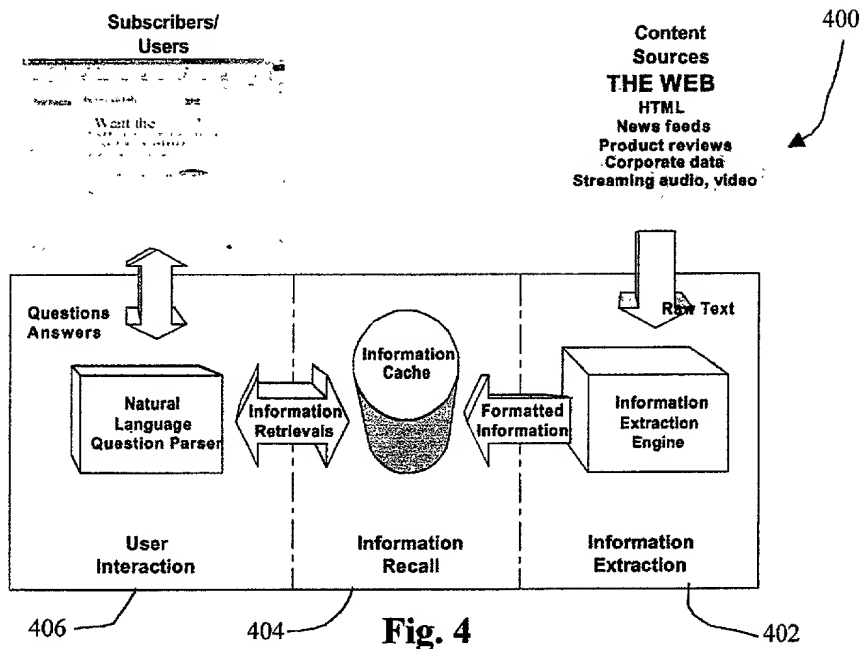 Subscribers/
Users
Want the
Content
Sources
THE WEB
HTML
News feeds
Product reviews
Corporate data
Streaming audio, video
400
Questions
Answers
Raw Text
Natural
Language
Question Parser
Information
Retrievals
Information
Cache
Formatted
Information
Information
Extraction
Engine
User
Interaction
Information
Recall
Information
Extraction
406
404
402
Fig. 4